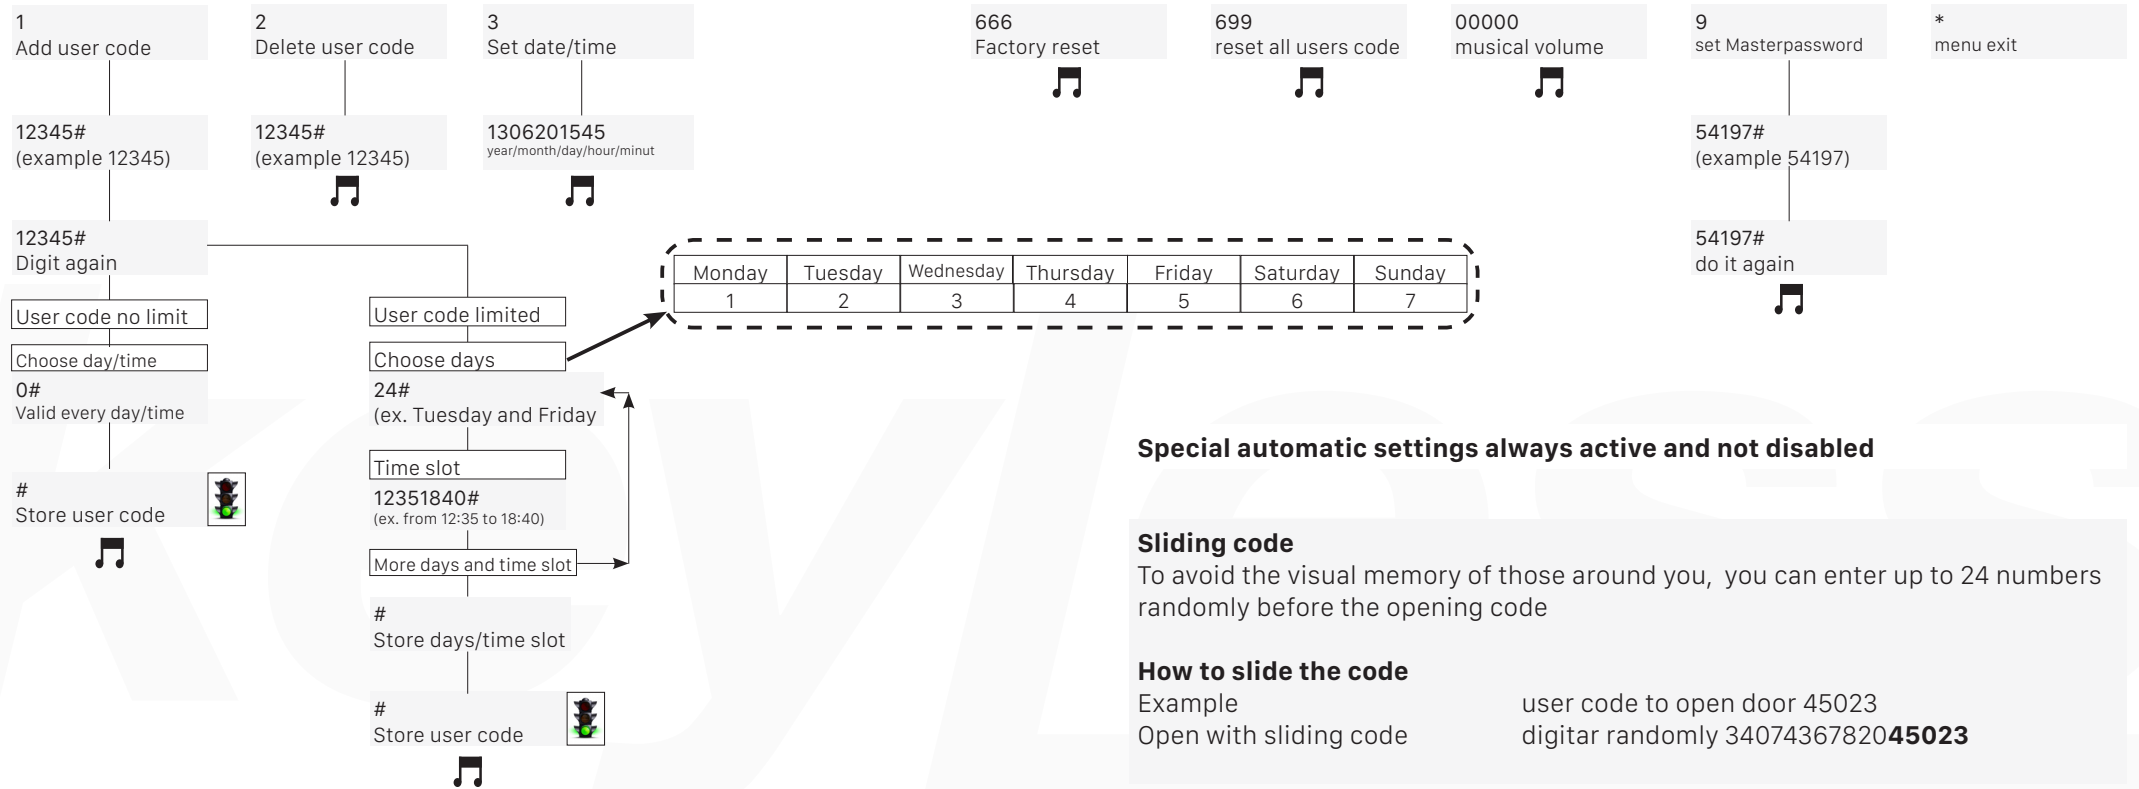 1
Add user code
12345#
(example 12345)
12345#
Digit again
User code no limit
Choose day/time
0#
Valid every day/time
#
Store user code
2
Delete user code
12345#
(example 12345)
3
Set date/time
1306201545
year/month/day/hour/minut
User code limited
Choose days
24#
(ex. Tuesday and Friday
Time slot
12351840#
(ex. from 12:35 to 18:40)
More days and time slot
#
Store days/time slot
#
Store user code
Monday Tuesday Wednesday Thursday Friday Saturday Sunday
1 2 3 4 5 6 7
666
Factory reset
699
reset all users code
00000
musical volume
9
set Masterpassword
54197#
(example 54197)
54197#
do it again
*
menu exit
Special automatic settings always active and not disabled
Sliding code
To avoid the visual memory of those around you, you can enter up to 24 numbers
randomly before the opening code
How to slide the code
Example user code to open door 45023
Open with sliding code digitar randomly 3407436782045023